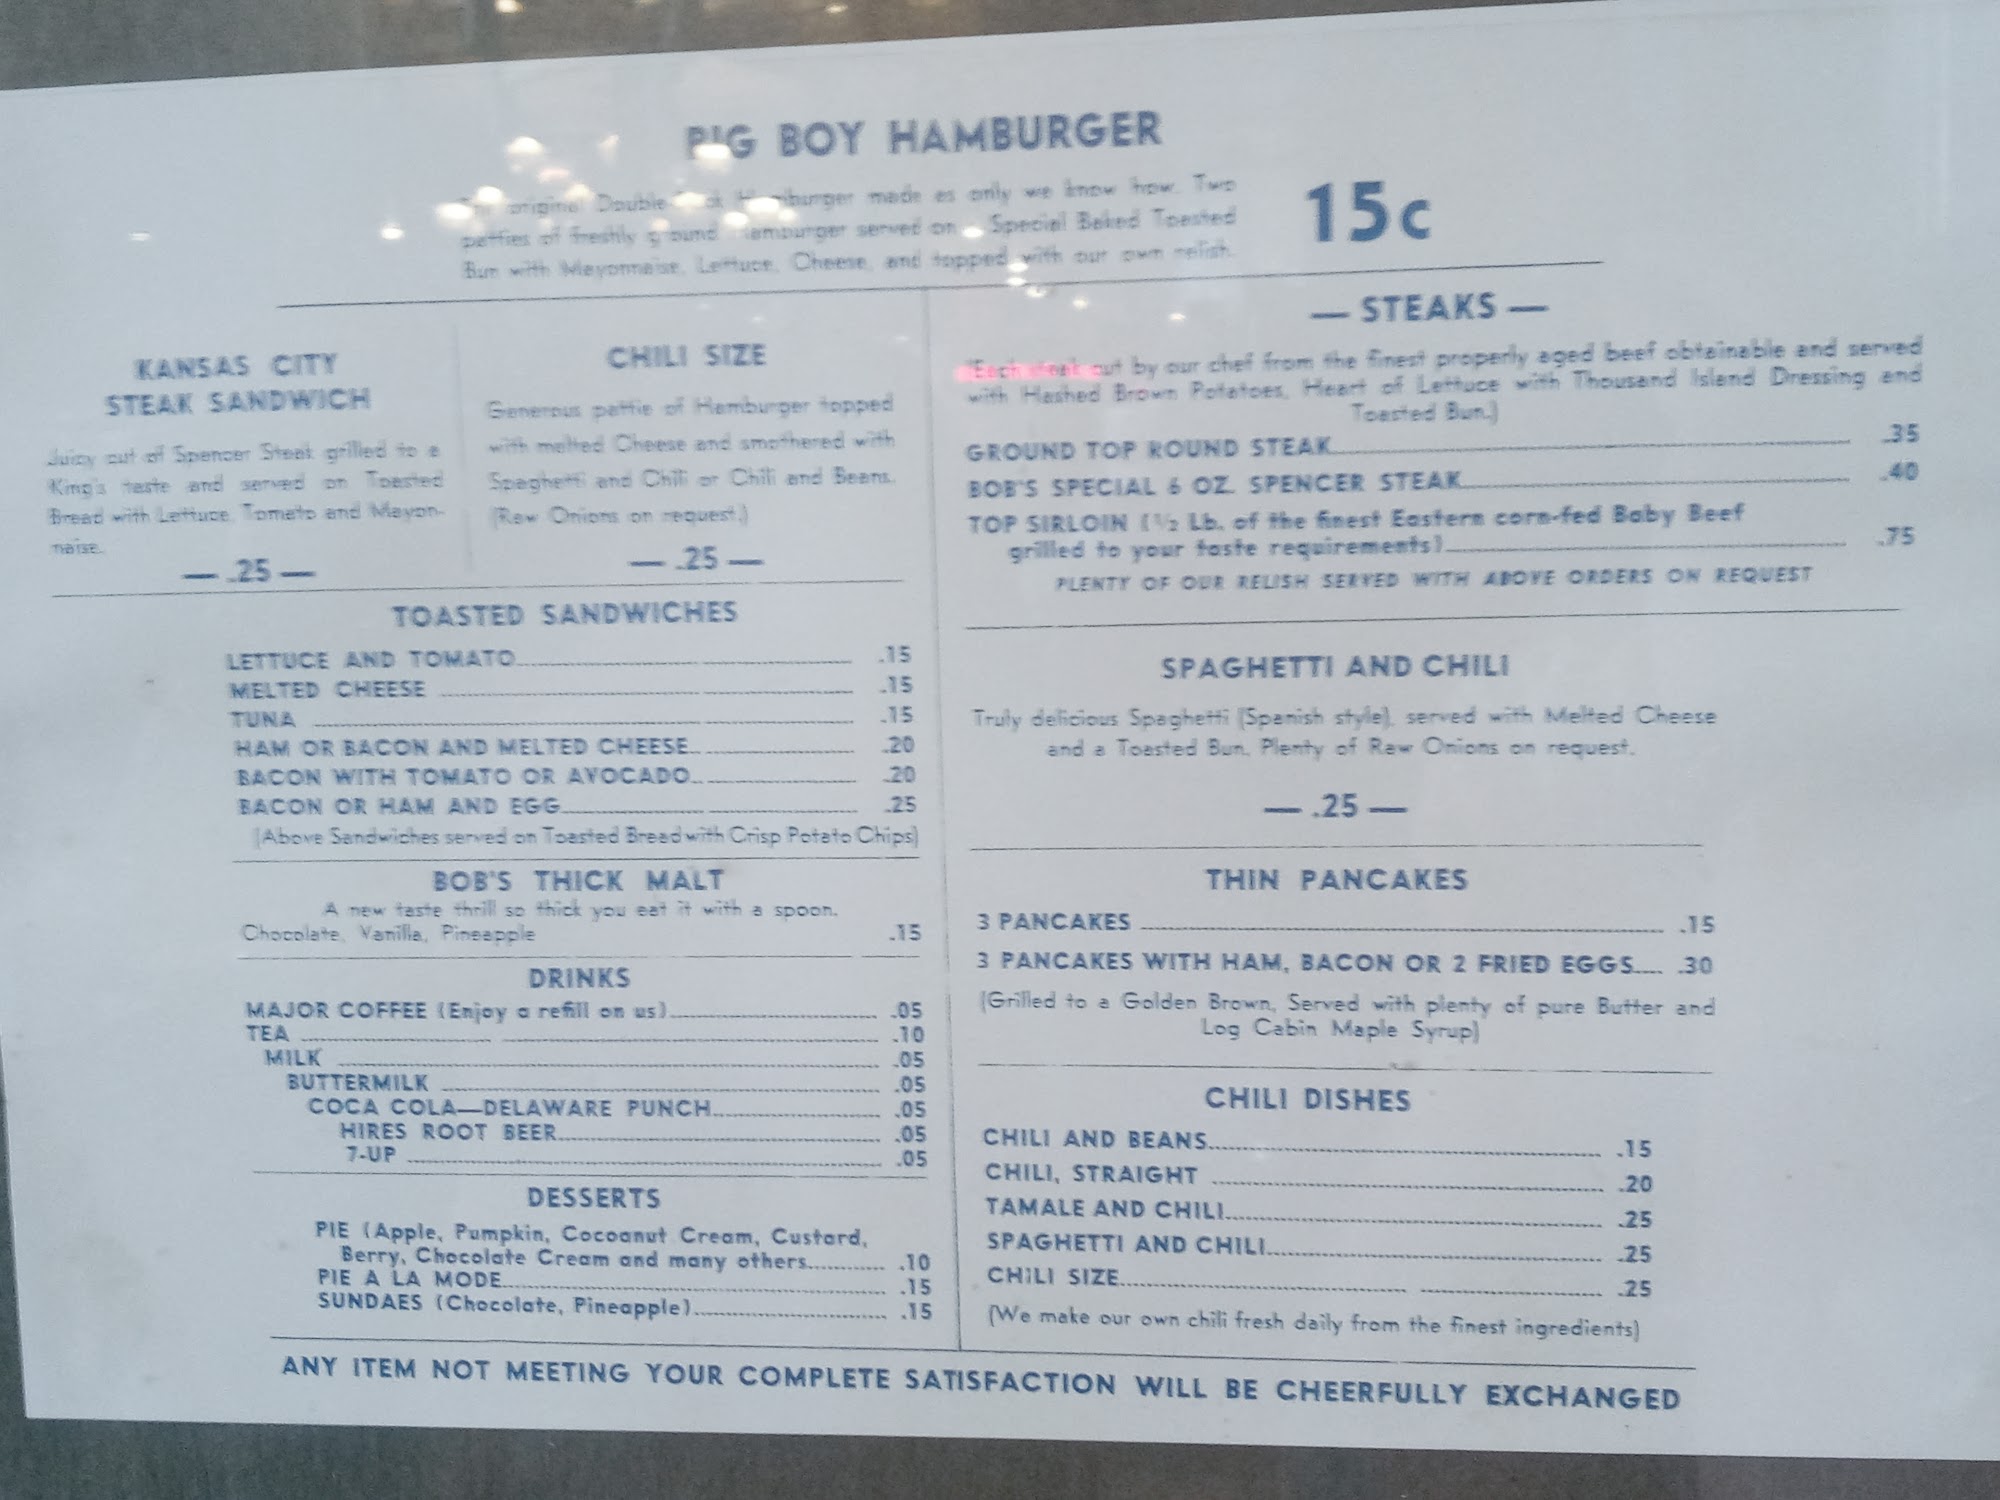 BIG BOY HAMBURGER
original Double Hamburger made as only we know how. Two
patties of freshly ground Hamburger served on a Special Baked Toasted
Bun with Mayonnaise, Lettuce, Cheese, and topped with our own relish.
15c
KANSAS CITY
STEAK SANDWICH
Juicy cut of Spencer Steak grilled to a
King's taste and served on Toasted
Bread with Lettuce, Tomato and Mayon-
naise.
— .25 —
CHILI SIZE
Generous pattie of Hamburger topped
with melted Cheese and smothered with
Spaghetti and Chili or Chili and Beans.
(Raw Onions on request.)
— .25 —
TOASTED SANDWICHES
LETTUCE AND TOMATO .15
MELTED CHEESE .15
TUNA .15
HAM OR BACON AND MELTED CHEESE .20
BACON WITH TOMATO OR AVOCADO .20
BACON OR HAM AND EGG .25
(Above Sandwiches served on Toasted Bread with Crisp Potato Chips)
BOB'S THICK MALT
A new taste thrill so thick you eat it with a spoon.
Chocolate, Vanilla, Pineapple .15
DRINKS
MAJOR COFFEE (Enjoy a refill on us) .05
TEA .10
MILK .05
BUTTERMILK .05
COCA COLA—DELAWARE PUNCH .05
HIRES ROOT BEER .05
7-UP .05
DESSERTS
PIE (Apple, Pumpkin, Cocoanut Cream, Custard,
Berry, Chocolate Cream and many others .10
PIE A LA MODE .15
SUNDAES (Chocolate, Pineapple) .15
— STEAKS —
(Each steak cut by our chef from the finest properly aged beef obtainable and served
with Hashed Brown Potatoes, Heart of Lettuce with Thousand Island Dressing and
Toasted Bun.)
GROUND TOP ROUND STEAK .35
BOB'S SPECIAL 6 OZ. SPENCER STEAK .40
TOP SIRLOIN (½ Lb. of the finest Eastern corn-fed Baby Beef
grilled to your taste requirements) .75
PLENTY OF OUR RELISH SERVED WITH ABOVE ORDERS ON REQUEST
SPAGHETTI AND CHILI
Truly delicious Spaghetti (Spanish style), served with Melted Cheese
and a Toasted Bun. Plenty of Raw Onions on request.
— .25 —
THIN PANCAKES
3 PANCAKES .15
3 PANCAKES WITH HAM, BACON OR 2 FRIED EGGS .30
(Grilled to a Golden Brown, Served with plenty of pure Butter and
Log Cabin Maple Syrup)
CHILI DISHES
CHILI AND BEANS .15
CHILI, STRAIGHT .20
TAMALE AND CHILI .25
SPAGHETTI AND CHILI .25
CHILI SIZE .25
(We make our own chili fresh daily from the finest ingredients)
ANY ITEM NOT MEETING YOUR COMPLETE SATISFACTION WILL BE CHEERFULLY EXCHANGED